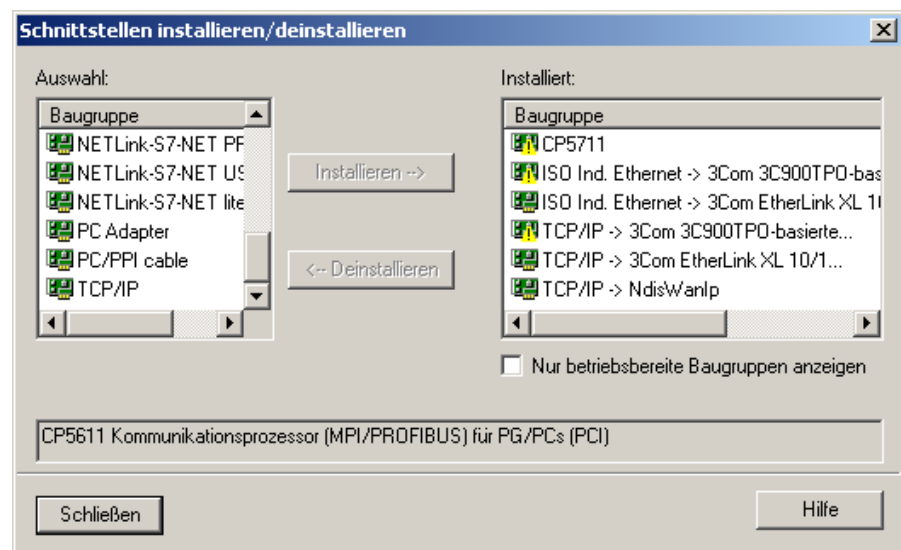 Schnittstellen installieren/deinstallieren
Auswahl:
Installiert:
Baugruppe
NETLink-S7-NET PF
NETLink-S7-NET US
NETLink-S7-NET lite
PC Adapter
PC/PPI cable
TCP/IP
Installieren -->
<-- Deinstallieren
Baugruppe
CP5711
ISO Ind. Ethernet -> 3Com 3C900TPO-bas
ISO Ind. Ethernet -> 3Com EtherLink XL 1
TCP/IP -> 3Com 3C900TPO-basierte...
TCP/IP -> 3Com EtherLink XL 10/1...
TCP/IP -> NdisWanIp
Nur betriebsbereite Baugruppen anzeigen
CP5611 Kommunikationsprozessor (MPI/PROFIBUS) für PG/PCs (PCI)
Schließen
Hilfe